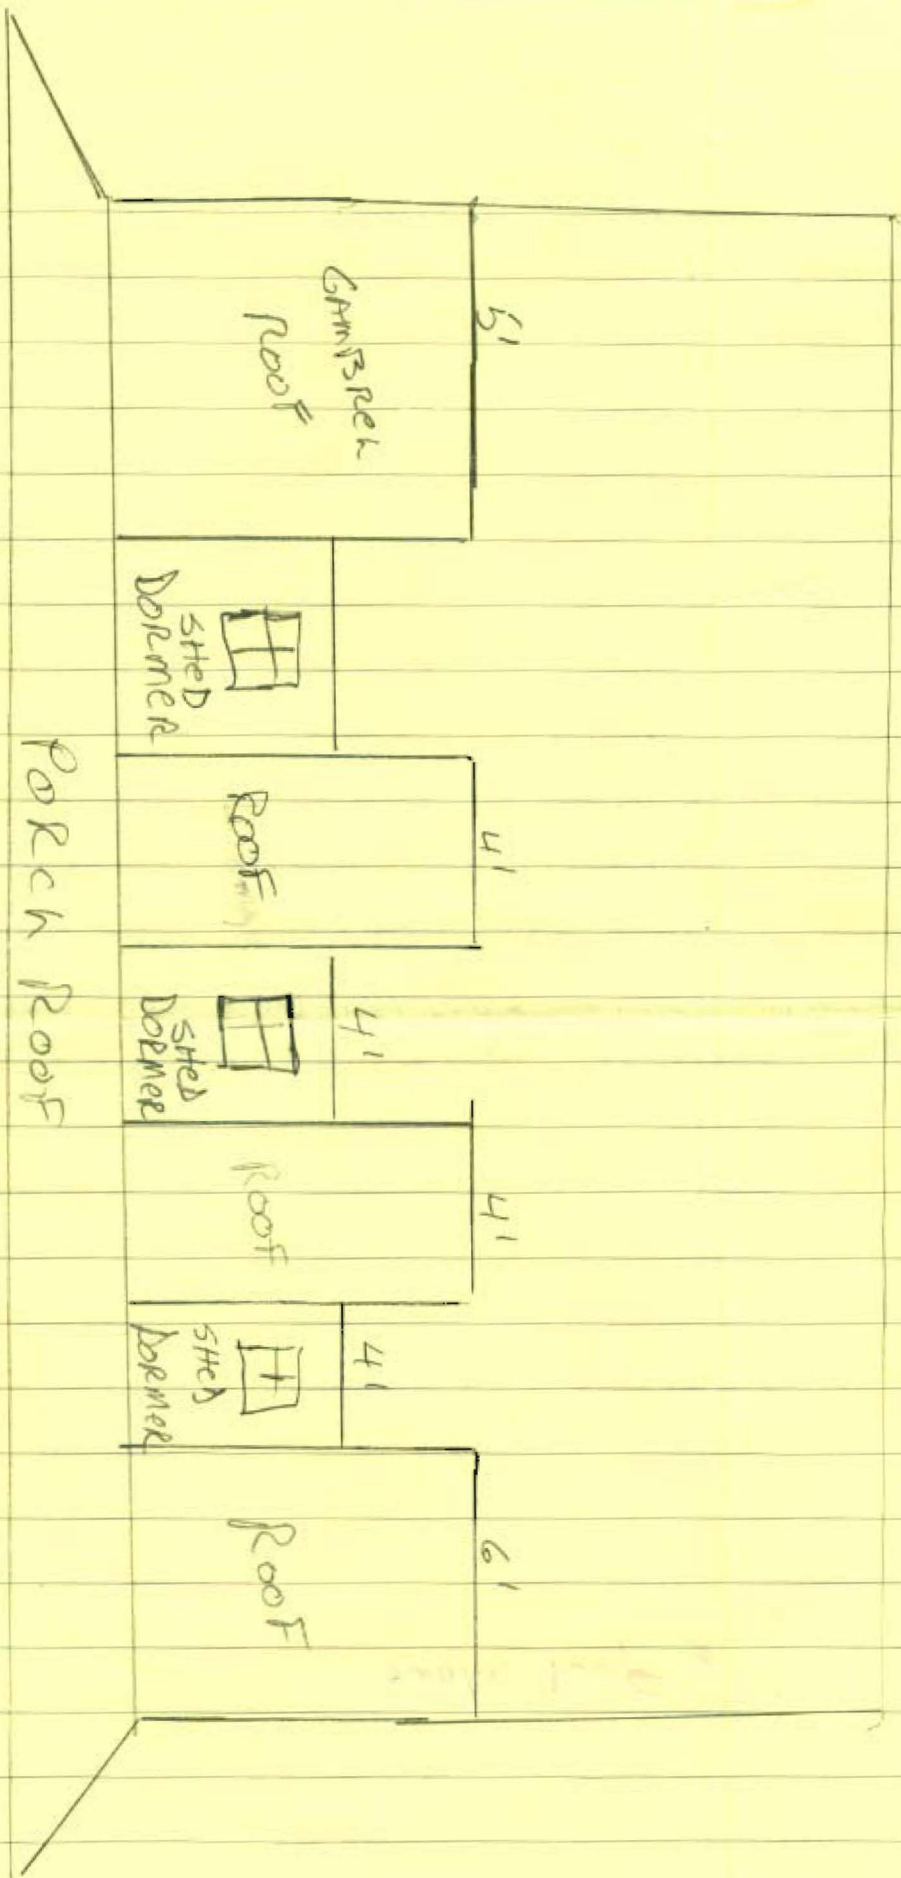 5'
4'
4'
6'
4'
4'
GAMBReL
ROOF
ROOF
ROOF
ROOF
SHeD
DORmeR
SHeD
DORMeR
SHeD
DORMeR
PORch ROOF